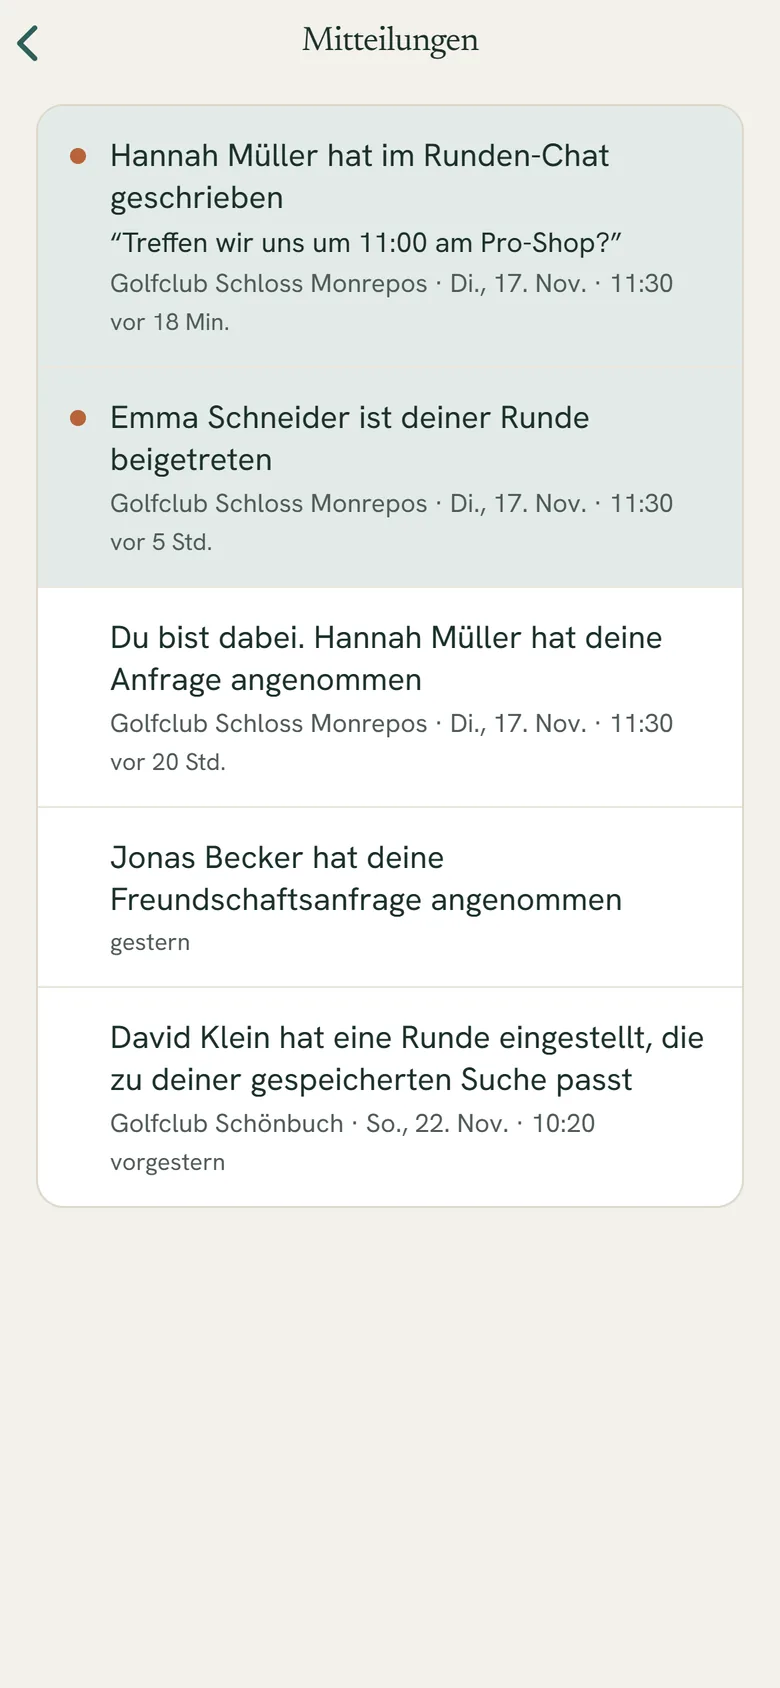 Mitteilungen
Hannah Müller hat im Runden-Chat
geschrieben
“Treffen wir uns um 11:00 am Pro-Shop?”
Golfclub Schloss Monrepos · Di., 17. Nov. · 11:30
vor 18 Min.
Emma Schneider ist deiner Runde
beigetreten
Golfclub Schloss Monrepos · Di., 17. Nov. · 11:30
vor 5 Std.
Du bist dabei. Hannah Müller hat deine
Anfrage angenommen
Golfclub Schloss Monrepos · Di., 17. Nov. · 11:30
vor 20 Std.
Jonas Becker hat deine
Freundschaftsanfrage angenommen
gestern
David Klein hat eine Runde eingestellt, die
zu deiner gespeicherten Suche passt
Golfclub Schönbuch · So., 22. Nov. · 10:20
vorgestern